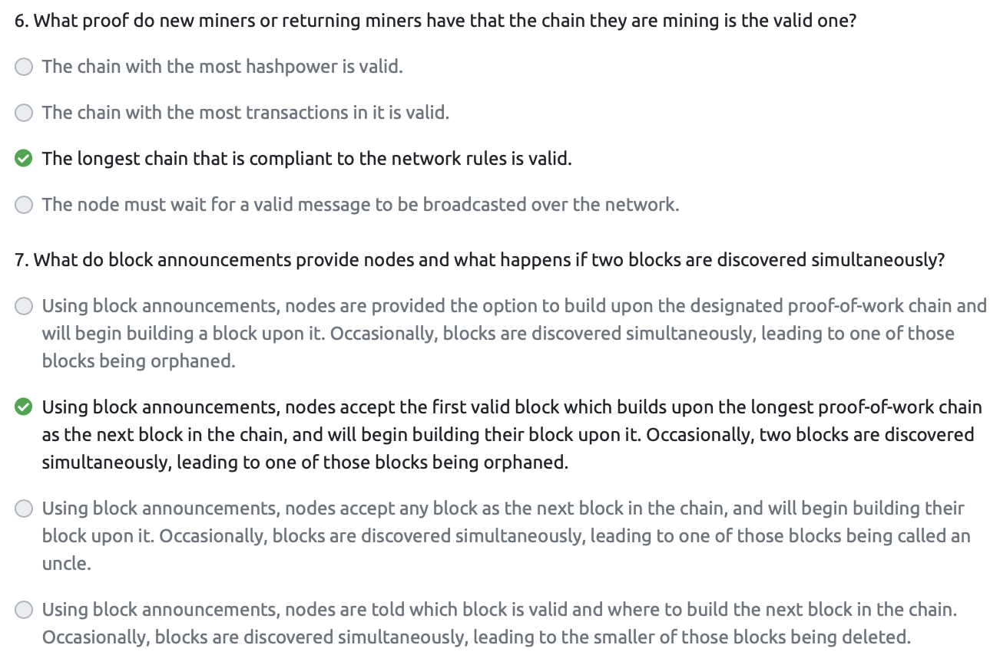 6. What proof do new miners or returning miners have that the chain they are mining is the valid one?
The chain with the most hashpower is valid.
The chain with the most transactions in it is valid.
The longest chain that is compliant to the network rules is valid.
The node must wait for a valid message to be broadcasted over the network.
7. What do block announcements provide nodes and what happens if two blocks are discovered simultaneously?
Using block announcements, nodes are provided the option to build upon the designated proof-of-work chain and
will begin building a block upon it. Occasionally, blocks are discovered simultaneously, leading to one of those
blocks being orphaned.
Using block announcements, nodes accept the first valid block which builds upon the longest proof-of-work chain
as the next block in the chain, and will begin building their block upon it. Occasionally, two blocks are discovered
simultaneously, leading to one of those blocks being orphaned.
Using block announcements, nodes accept any block as the next block in the chain, and will begin building their
block upon it. Occasionally, blocks are discovered simultaneously, leading to one of those blocks being called an
uncle.
Using block announcements, nodes are told which block is valid and where to build the next block in the chain.
Occasionally, blocks are discovered simultaneously, leading to the smaller of those blocks being deleted.